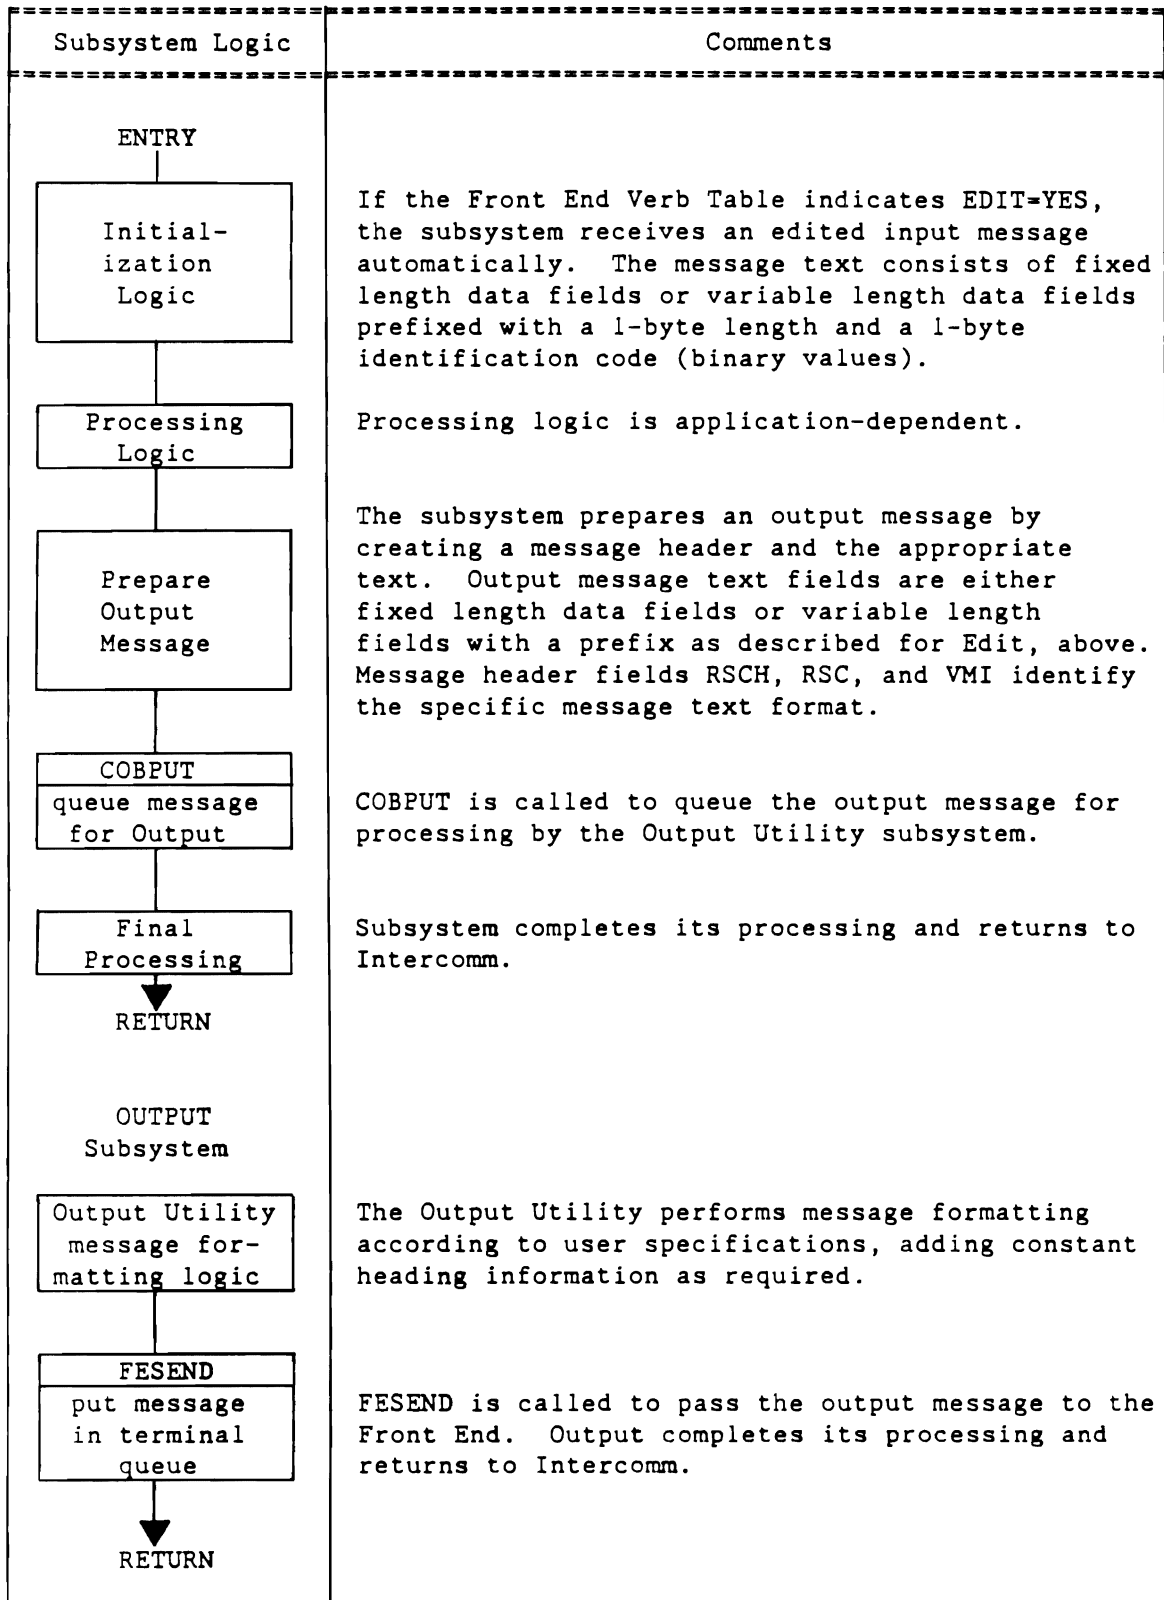 Subsystem Logic
Comments
ENTRY
Initial-
ization
Logic
If the Front End Verb Table indicates EDIT=YES,
the subsystem receives an edited input message
automatically. The message text consists of fixed
length data fields or variable length data fields
prefixed with a 1-byte length and a 1-byte
identification code (binary values).
Processing
Logic
Processing logic is application-dependent.
Prepare
Output
Message
The subsystem prepares an output message by
creating a message header and the appropriate
text. Output message text fields are either
fixed length data fields or variable length
fields with a prefix as described for Edit, above.
Message header fields RSCH, RSC, and VMI identify
the specific message text format.
COBPUT
queue message
for Output
COBPUT is called to queue the output message for
processing by the Output Utility subsystem.
Final
Processing
Subsystem completes its processing and returns to
Intercomm.
RETURN
OUTPUT
Subsystem
Output Utility
message for-
matting logic
The Output Utility performs message formatting
according to user specifications, adding constant
heading information as required.
FESEND
put message
in terminal
queue
FESEND is called to pass the output message to the
Front End. Output completes its processing and
returns to Intercomm.
RETURN